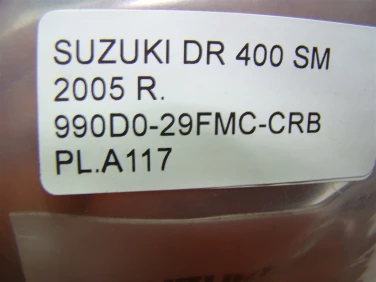 SUZUKI DR 400 SM
2005 R.
990D0-29FMC-CRB
PL.A117